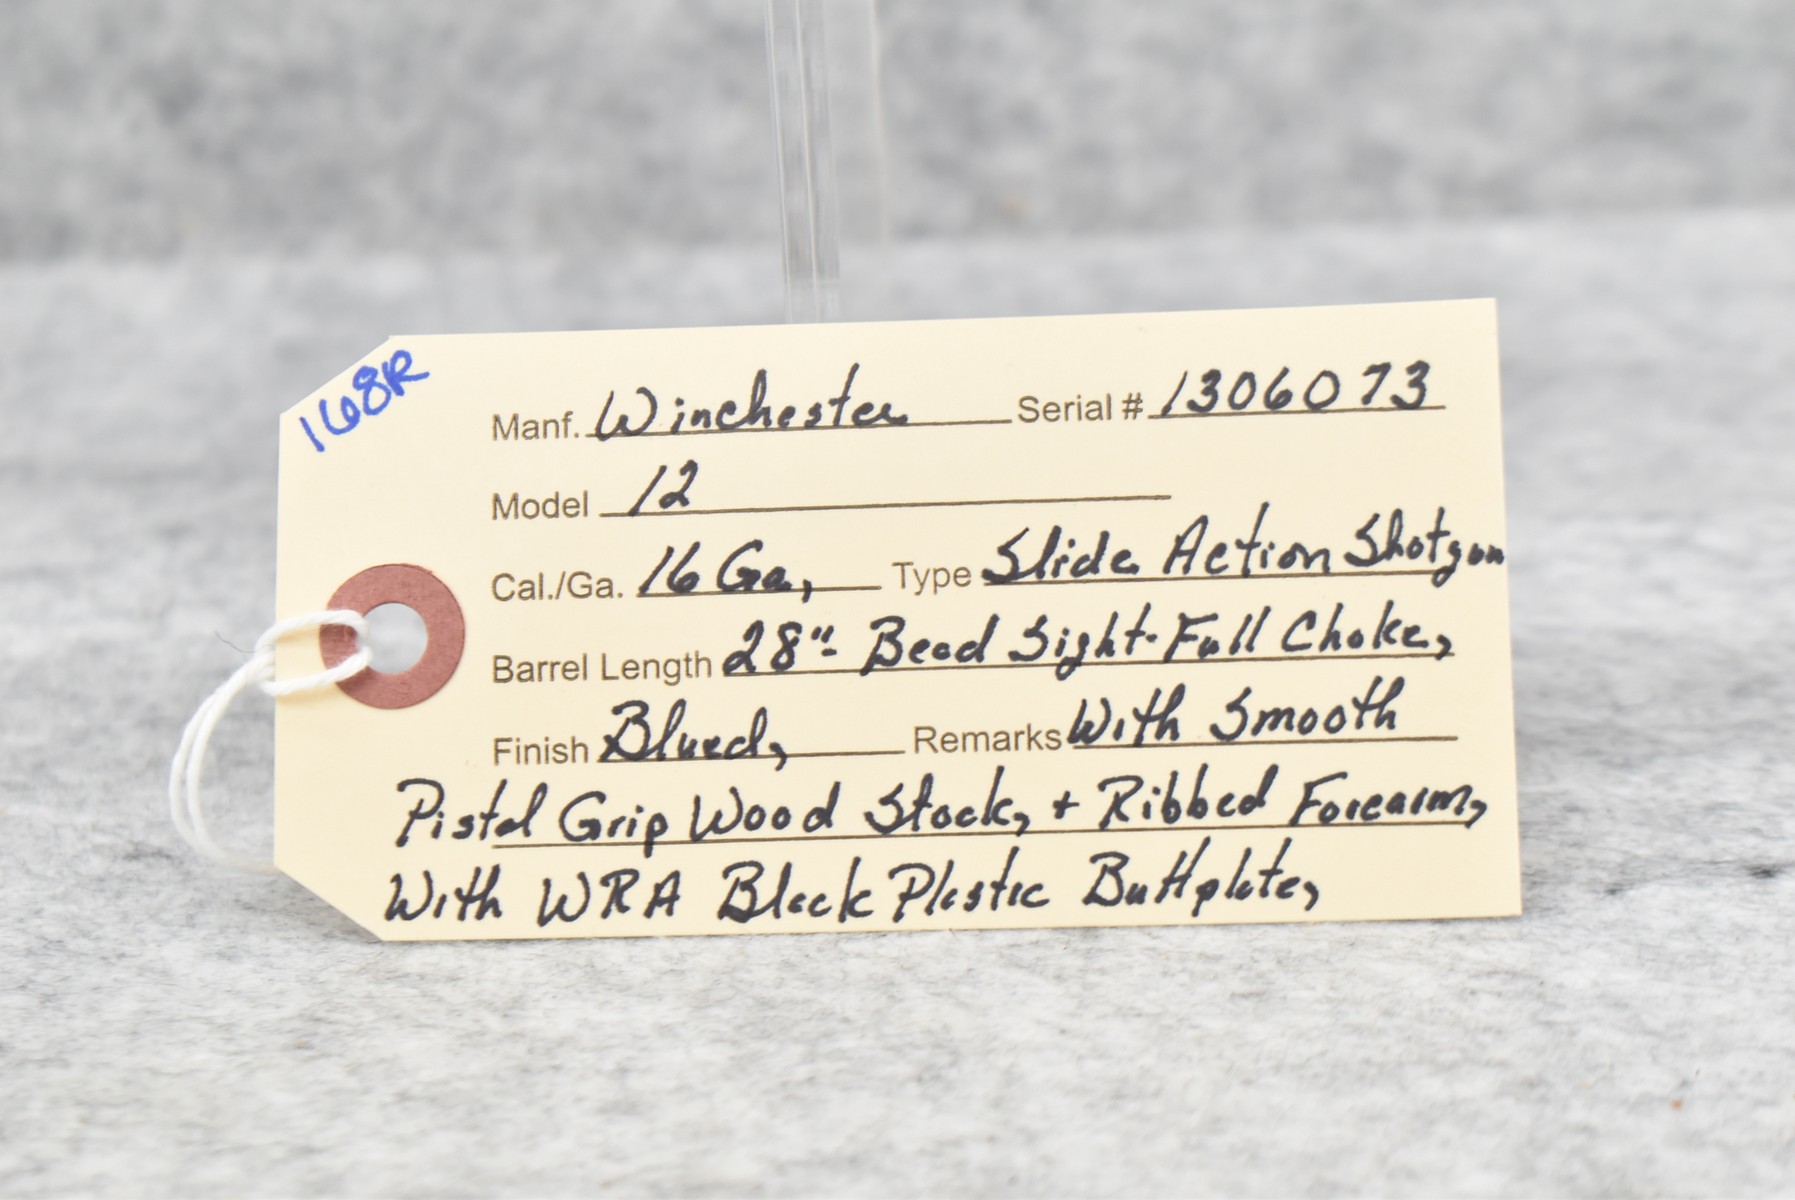 168R
Manf. Winchester Serial # 1306073
Model 12
Cal./Ga. 16 Ga, Type Slide Action Shotgun
Barrel Length 28"- Bead Sight-Full Choke,
Finish Blued, Remarks With Smooth
Pistol Grip Wood Stock, + Ribbed Forearm,
With WRA Black Plastic Buttplate,